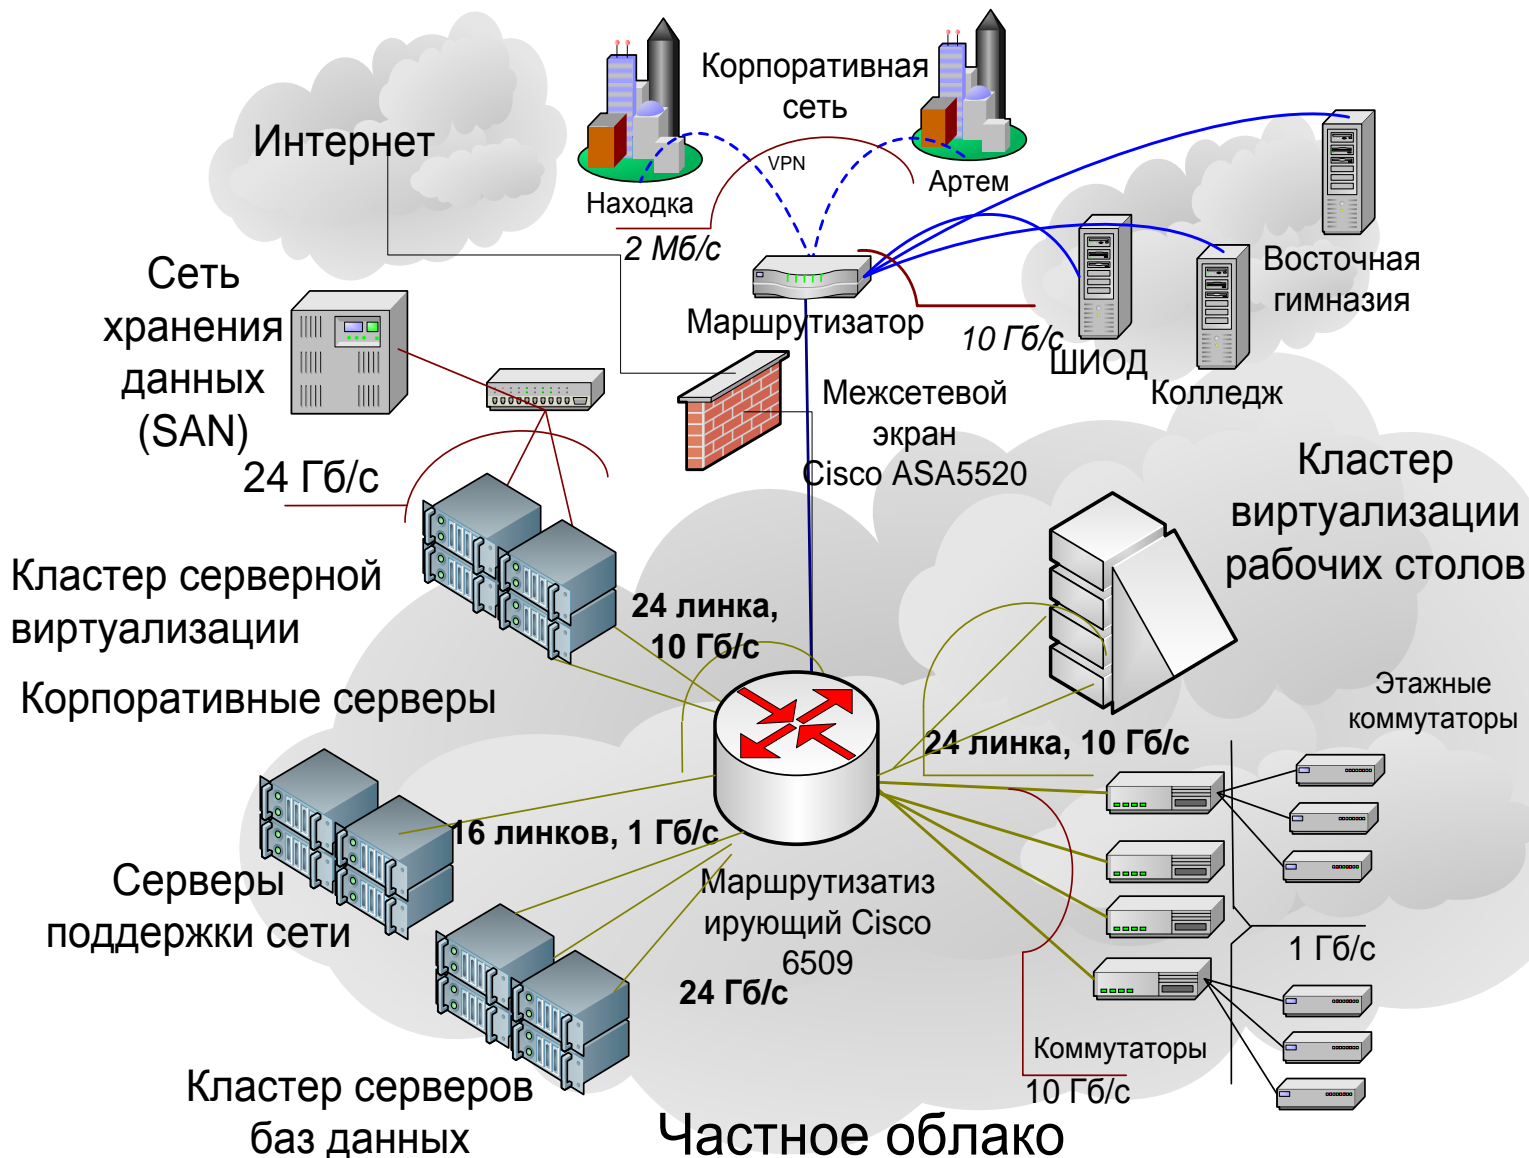 Корпоративная
сеть
Интернет
VPN
Находка
Артем
2 Мб/с
Восточная
гимназия
Сеть
хранения
данных
(SAN)
Маршрутизатор
10 Гб/с
ШИОД
Колледж
Межсетевой
экран
Cisco ASA5520
24 Гб/с
Кластер
виртуализации
рабочих столов
Кластер серверной
виртуализации
24 линка,
10 Гб/с
Корпоративные серверы
Этажные
коммутаторы
24 линка, 10 Гб/с
16 линков, 1 Гб/с
Серверы
поддержки сети
Маршрутизатиз
ирующий Cisco
6509
24 Гб/с
1 Гб/с
Коммутаторы
10 Гб/с
Кластер серверов
баз данных
Частное облако